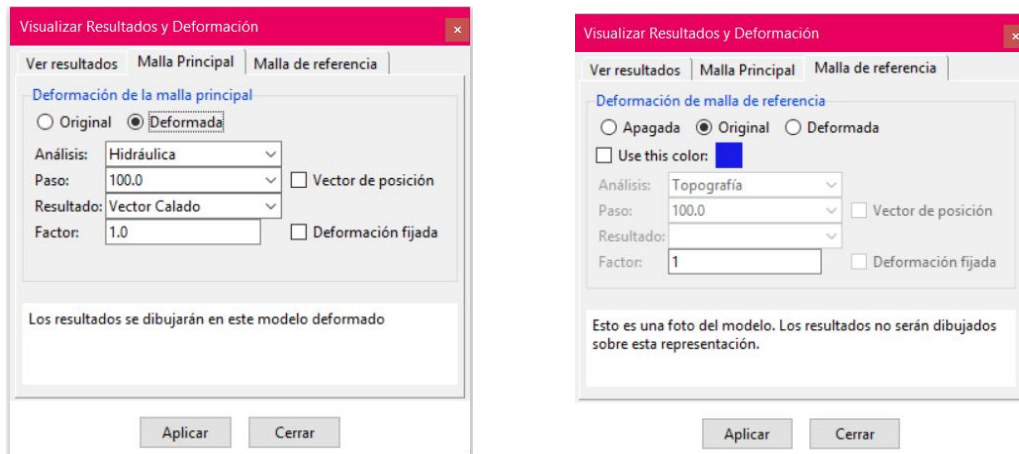 Visualizar Resultados y Deformación
Ver resultados Malla Principal Malla de referencia
Deformación de la malla principal
Original Deformada
Análisis: Hidráulica
Paso: 100.0 Vector de posición
Resultado: Vector Calado
Factor: 1.0 Deformación fijada
Los resultados se dibujarán en este modelo deformado
Aplicar Cerrar
Visualizar Resultados y Deformación
Ver resultados Malla Principal Malla de referencia
Deformación de malla de referencia
Apagada Original Deformada
Use this color:
Análisis: Topografía
Paso: 100.0 Vector de posición
Resultado:
Factor: 1 Deformación fijada
Esto es una foto del modelo. Los resultados no serán dibujados
sobre esta representación.
Aplicar Cerrar